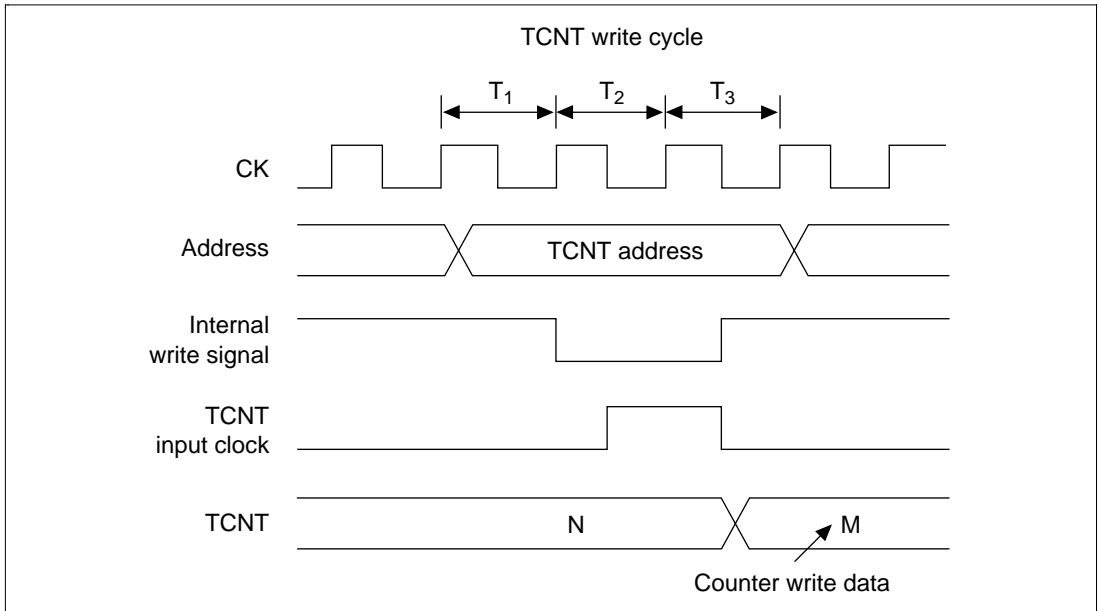 TCNT write cycle
T1 T2 T3
CK
Address TCNT address
Internal
write signal
TCNT
input clock
TCNT N M
Counter write data